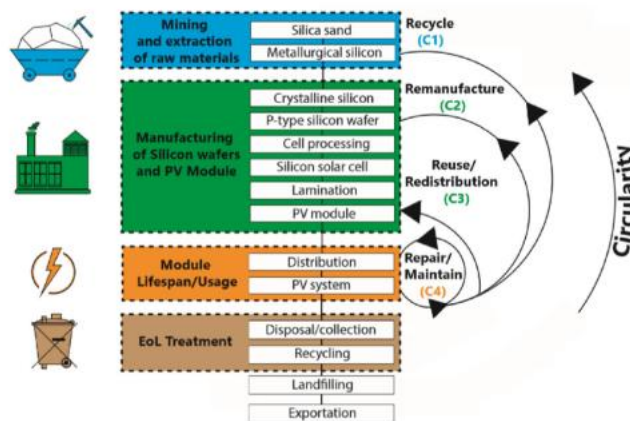 Mining
and extraction
of raw materials
Silica sand
Metallurgical silicon
Recycle
(C1)
Manufacturing
of Silicon wafers
and PV Module
Crystalline silicon
P-type silicon wafer
Cell processing
Silicon solar cell
Lamination
PV module
Remanufacture
(C2)
Reuse/
Redistribution
(C3)
Module
Lifespan/Usage
Distribution
PV system
Repair/
Maintain
(C4)
EoL Treatment
Disposal/collection
Recycling
Landfilling
Exportation
Circularity